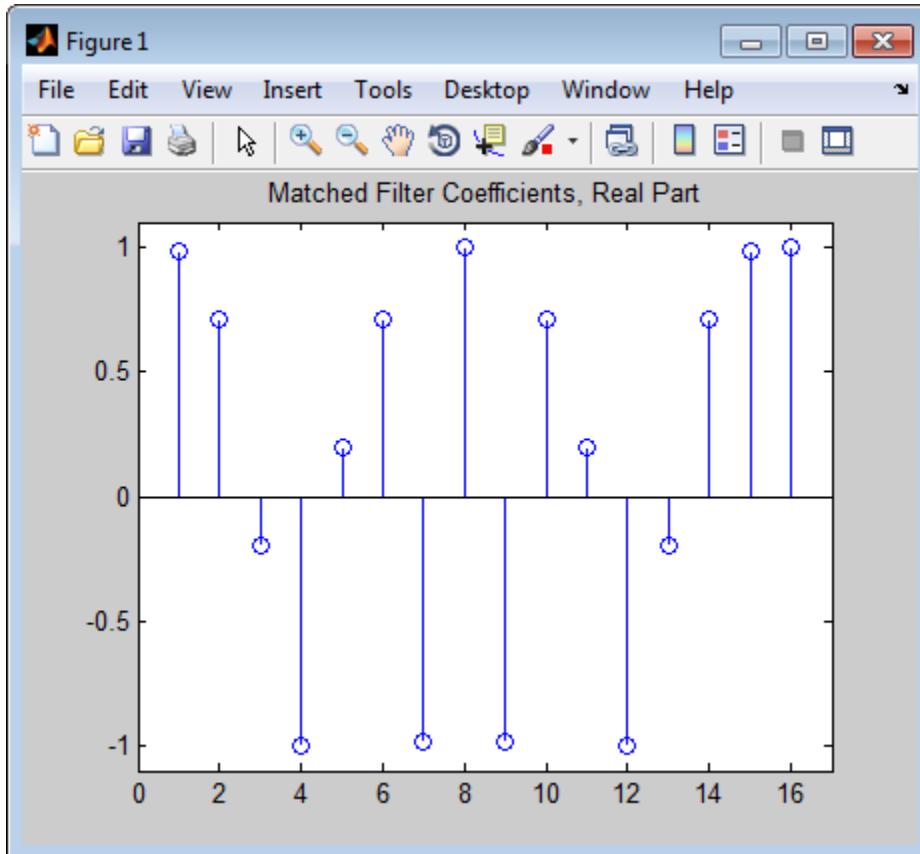 Figure 1
File Edit View Insert Tools Desktop Window Help
Matched Filter Coefficients, Real Part
1
0.5
0
-0.5
-1
0 2 4 6 8 10 12 14 16